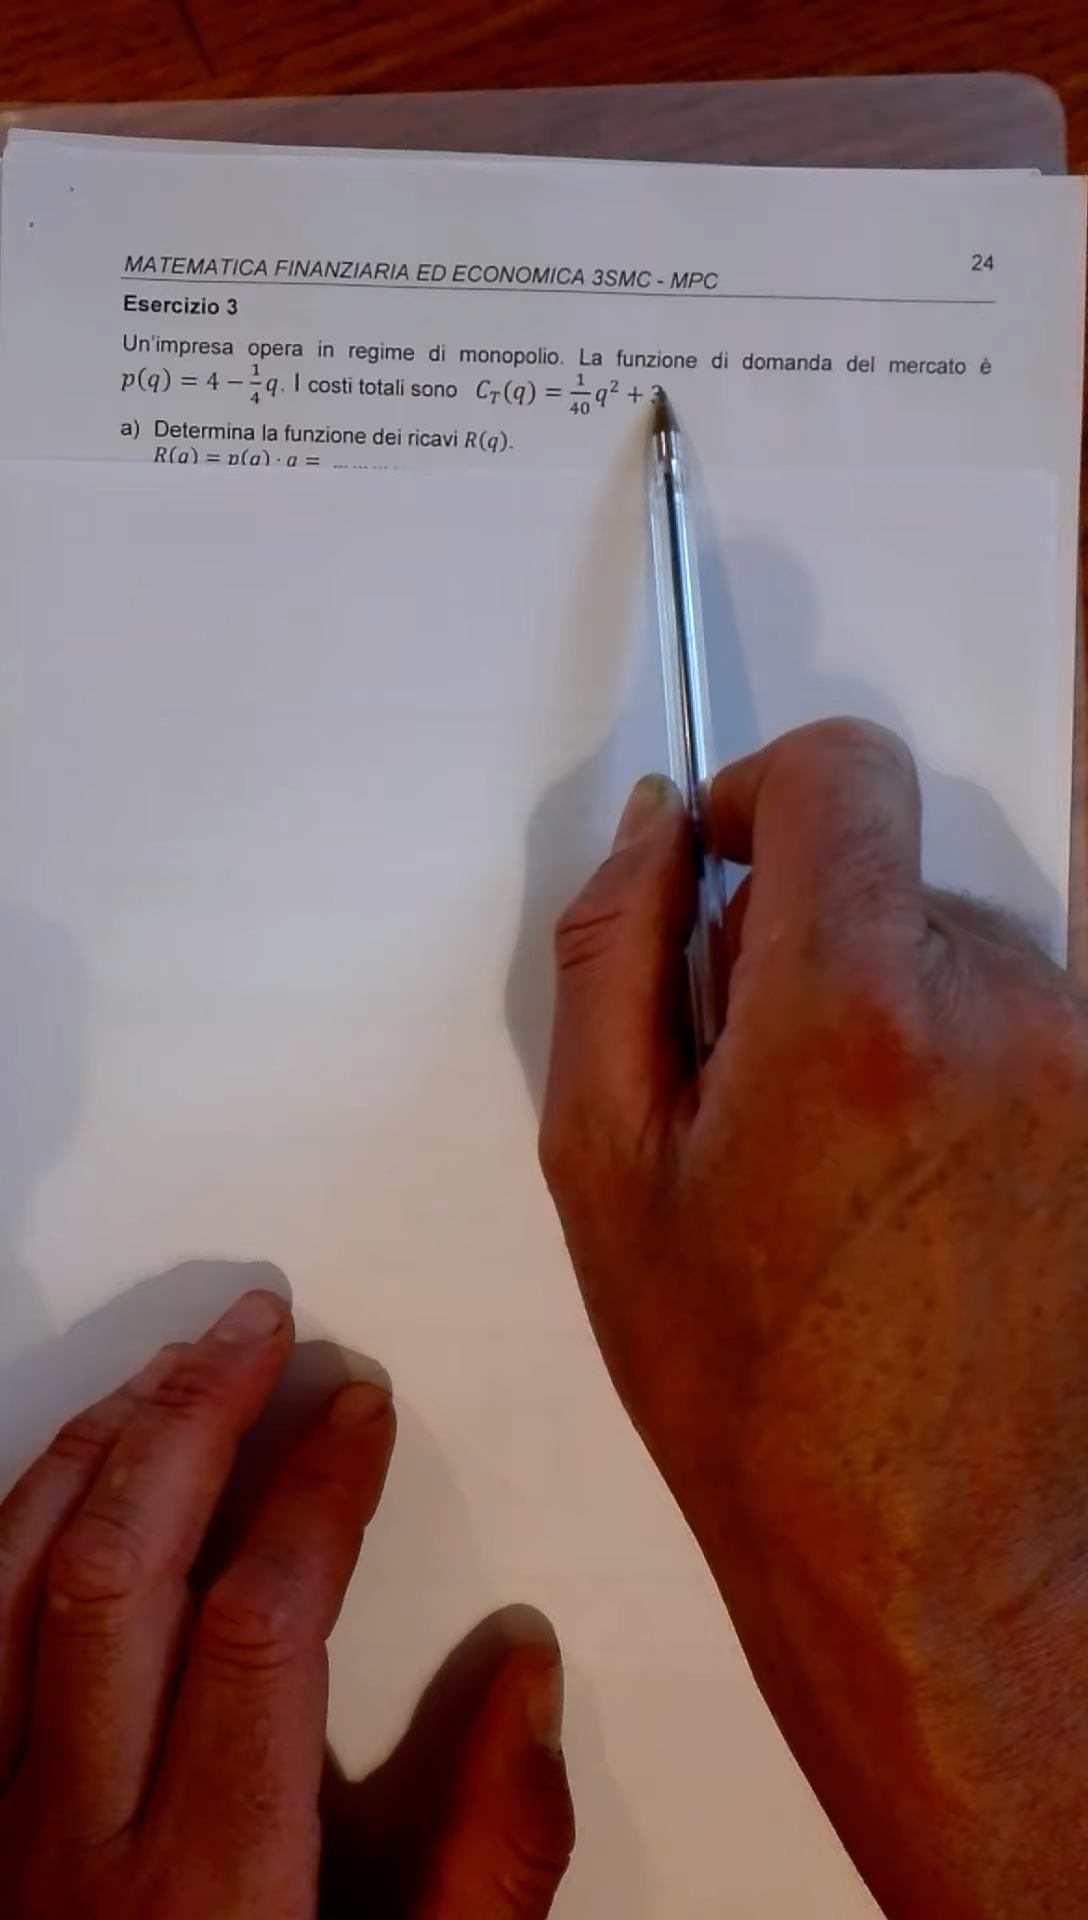 MATEMATICA FINANZIARIA ED ECONOMICA 3SMC - MPC 24
Esercizio 3
Un'impresa opera in regime di monopolio. La funzione di domanda del mercato è
p(q) = 4 − 1/4 q. I costi totali sono C_T(q) = 1/40 q² +
a) Determina la funzione dei ricavi R(q).
R(q) = p(q) · q = ... ... ...